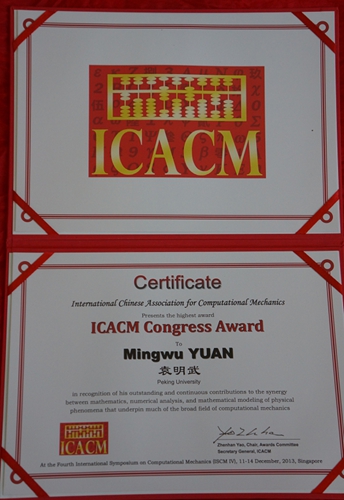 ICACM
Certificate
International Chinese Association for Computational Mechanics
Presents the highest award
ICACM Congress Award
To
Mingwu YUAN
袁明武
Peking University
in recognition of his outstanding and continuous contributions to the synergy
between mathematics, numerical analysis, and mathematical modeling of physical
phenomena that underpin much of the broad field of computational mechanics
ICACM
Zhenhan Yao, Chair, Awards Committee
Secretary General, ICACM
At the Fourth International Symposium on Computational Mechanics (ISCM IV), 11-14 December, 2013, Singapore